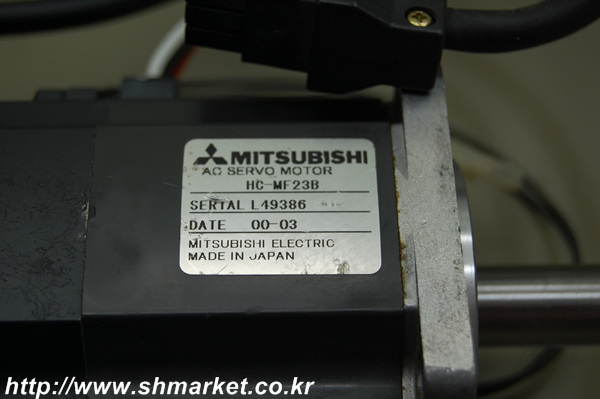 MITSUBISHI
AC SERVO MOTOR
HC-MF23B
SERIAL L49386
DATE 00-03
MITSUBISHI ELECTRIC
MADE IN JAPAN
http://www.shmarket.co.kr